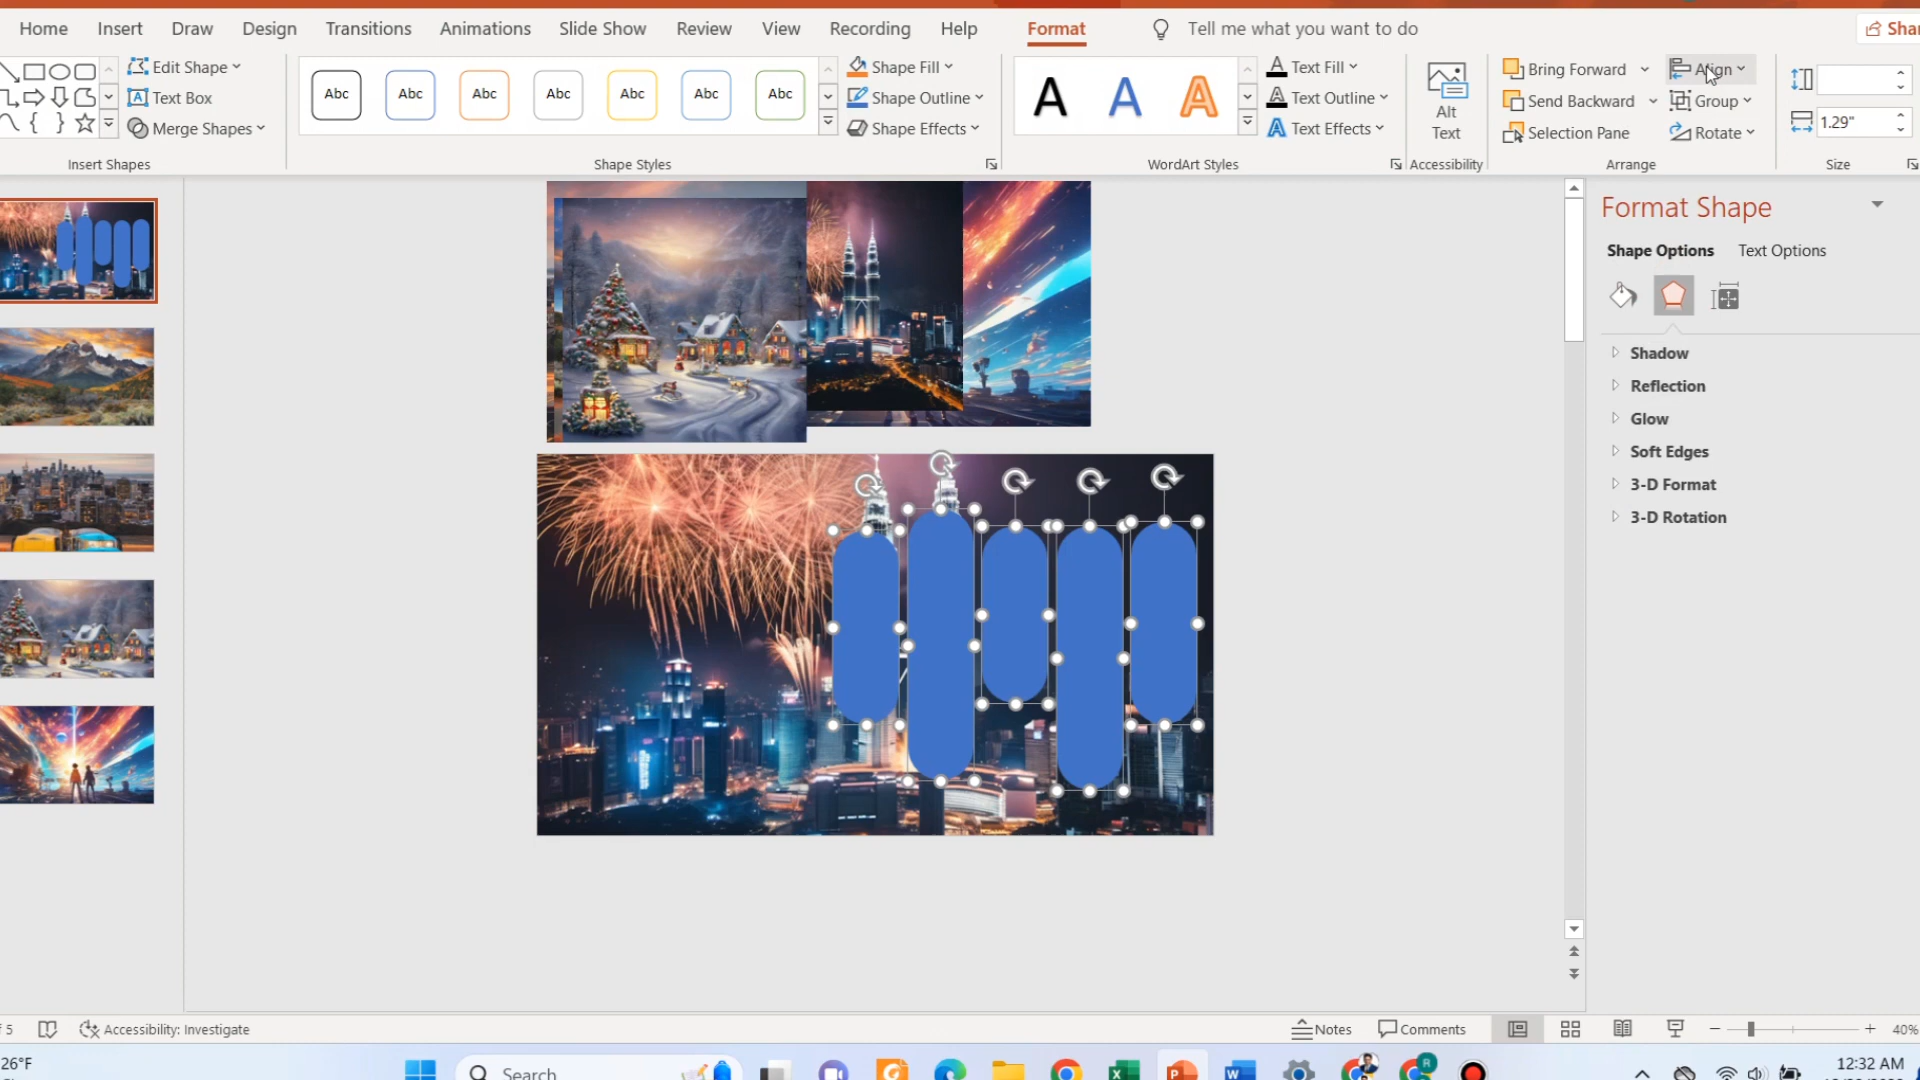 Home Insert Draw Design Transitions Animations Slide Show Review View Recording Help Format Tell me what you want to do
Edit Shape
Text Box
Merge Shapes
Insert Shapes
Abc Abc Abc Abc Abc Abc Abc
Shape Fill
Shape Outline
Shape Effects
Shape Styles
A A A
Text Fill
Text Outline
Text Effects
WordArt Styles
Alt
Text
Accessibility
Bring Forward
Send Backward
Selection Pane
Align
Group
Rotate
Arrange
1.29"
Size
Format Shape
Shape Options Text Options
Shadow
Reflection
Glow
Soft Edges
3-D Format
3-D Rotation
5 Accessibility: Investigate
Notes Comments 40%
26°F
Search
12:32 AM